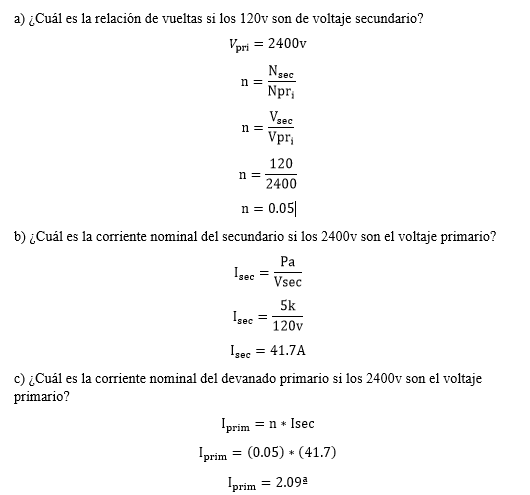 a) ¿Cuál es la relación de vueltas si los 120v son de voltaje secundario?
V_pri = 2400v
n = N_sec / Npr_i
n = V_sec / Vpr_i
n = 120 / 2400
n = 0.05
b) ¿Cuál es la corriente nominal del secundario si los 2400v son el voltaje primario?
I_sec = Pa / Vsec
I_sec = 5k / 120v
I_sec = 41.7A
c) ¿Cuál es la corriente nominal del devanado primario si los 2400v son el voltaje
primario?
I_prim = n ∗ Isec
I_prim = (0.05) ∗ (41.7)
I_prim = 2.09ª